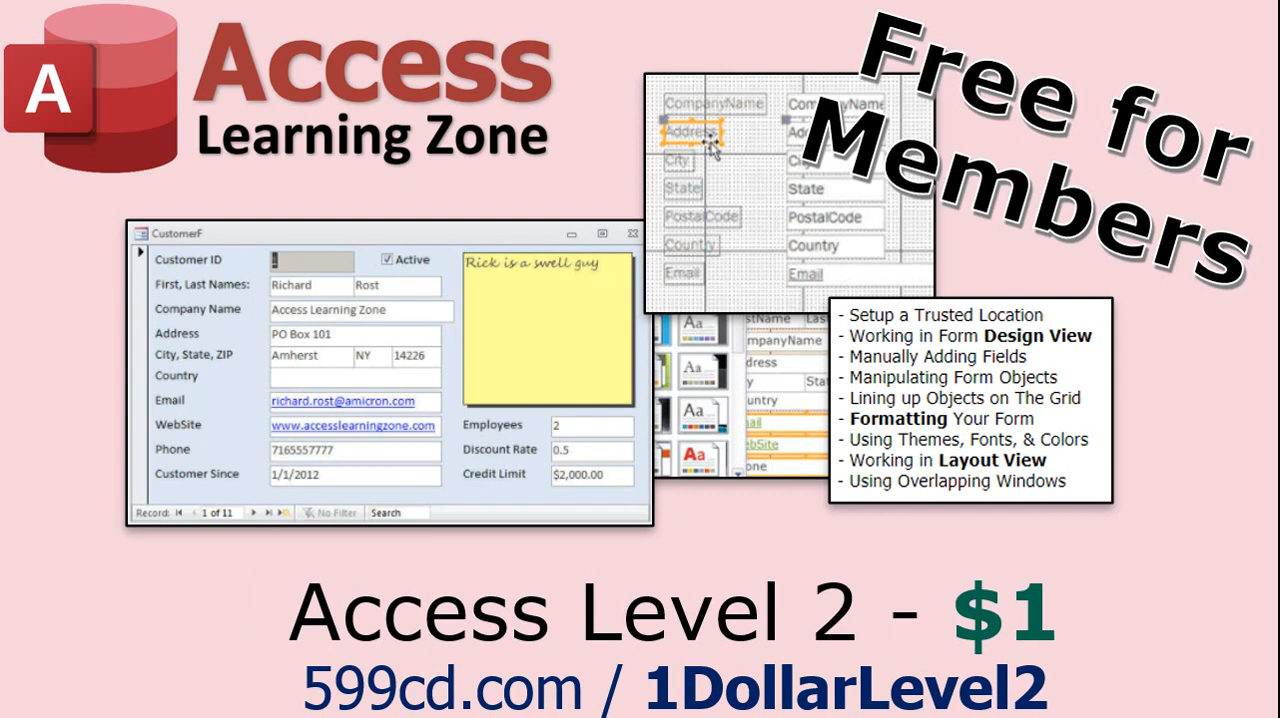 A
Access
Learning Zone
Free for
Members
CompanyName
Address
City
State
State
PostalCode
PostalCode
Country
Country
Email
Email
CustomerF
Customer ID
Active
First, Last Names: Richard Rost
Company Name Access Learning Zone
Address PO Box 101
City, State, ZIP Amherst NY 14226
Country
Email richard.rost@amicron.com
WebSite www.accesslearningzone.com
Phone 7165557777
Customer Since 1/1/2012
Rick is a swell guy
Employees 2
Discount Rate 0.5
Credit Limit $2,000.00
Record: 1 of 11 No Filter Search
Aa
Aa
Aa
Aa
- Setup a Trusted Location
- Working in Form Design View
- Manually Adding Fields
- Manipulating Form Objects
- Lining up Objects on The Grid
- Formatting Your Form
- Using Themes, Fonts, & Colors
- Working in Layout View
- Using Overlapping Windows
Access Level 2 - $1
599cd.com / 1DollarLevel2